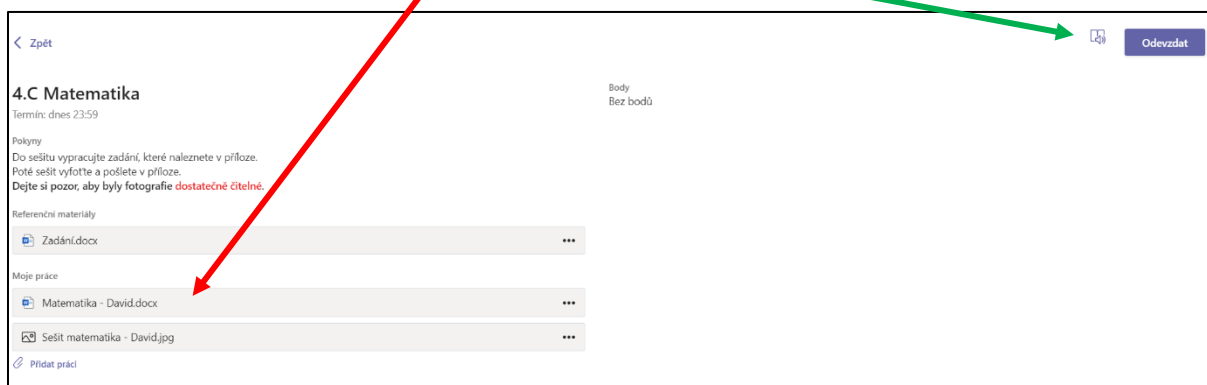 Zpět
Odevzdat
4.C Matematika
Termín: dnes 23:59
Body
Bez bodů
Pokyny
Do sešitu vypracujte zadání, které naleznete v příloze.
Poté sešit vyfoťte a pošlete v příloze.
Dejte si pozor, aby byly fotografie dostatečně čitelné.
Referenční materiály
Zadání.docx
Moje práce
Matematika - David.docx
Sešit matematika - David.jpg
Přidat práci